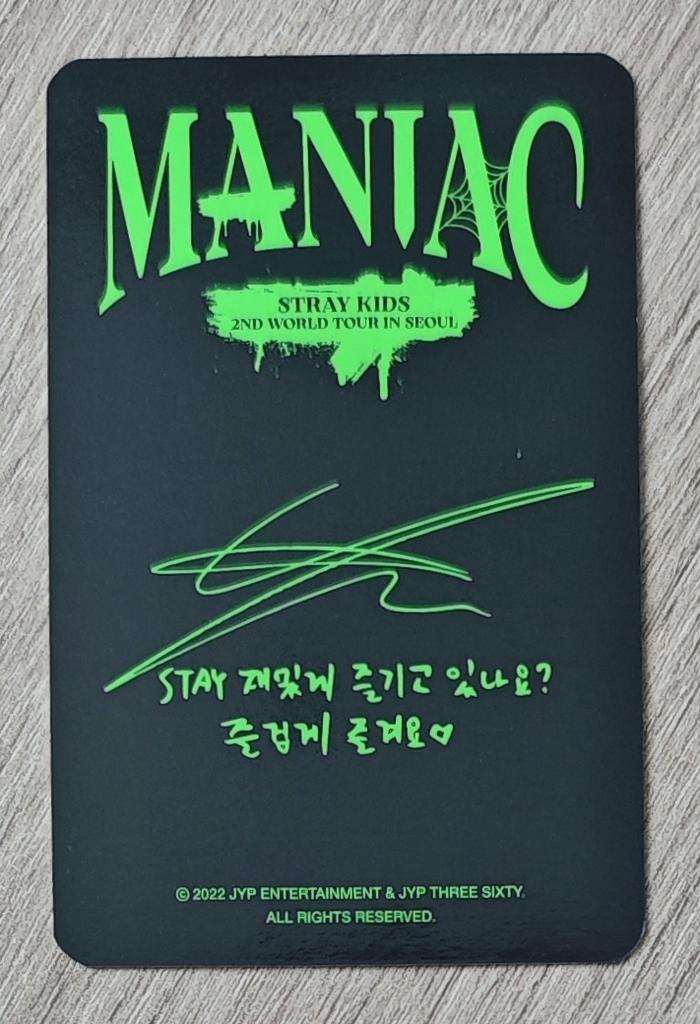 MANIAC
STRAY KIDS
2ND WORLD TOUR IN SEOUL
STAY 재밌게 즐기고 있나요?
즐겁게 즐겨요♡
© 2022 JYP ENTERTAINMENT & JYP THREE SIXTY.
ALL RIGHTS RESERVED.